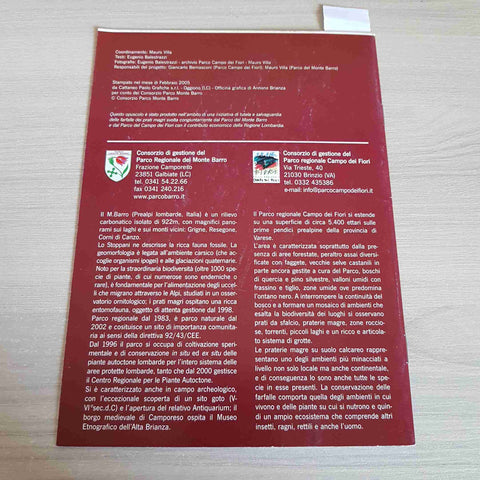 Coordinamento: Mauro Villa
Testi: Eugenio Balestrazzi
Fotografie: Eugenio Balestrazzi - archivio Parco Campo dei Fiori - Mauro Villa
Responsabili del progetto: Giancarlo Bernasconi (Parco Campo dei Fiori); Mauro Villa (Parco del Monte Barro)
Stampato nel mese di Febbraio 2005
da Cattaneo Paolo Grafiche s.r.l. - Oggiono (LC) - Officina grafica di Annone Brianza
per conto del Consorzio Parco Monte Barro
© Consorzio Parco Monte Barro
Questo opuscolo è stato prodotto nell'ambito di una iniziativa di tutela e salvaguardia
delle farfalle dei prati magri svolta congiuntamente dal Parco del Monte Barro
e dal Parco del Campo dei Fiori con il contributo economico della Regione Lombardia.
Consorzio di gestione del
Parco Regionale del Monte Barro
Frazione Camporello
23851 Galbiate (LC)
tel. 0341 54.22.66
fax 0341 240.216
www.parcobarro.it
Il M.Barro (Prealpi lombarde, Italia) è un rilievo
carbonatico isolato di 922m, con magnifici pano-
rami sui laghi e sui monti vicini: Grigne, Resegone,
Corni di Canzo.
Lo Stoppani ne descrisse la ricca fauna fossile. La
geomorfologia è legata all'ambiente carsico (che ac-
coglie organismi ipogei) e alle glaciazioni quaternarie.
Noto per la straordinaria biodiversità (oltre 1000 spe-
cie di piante, di cui numerose sono endemiche o
rare), è fondamentale per l'alimentazione degli uccel-
li che migrano attraverso le Alpi, studiati in un osser-
vatorio ornitologico; i prati magri ospitano una ricca
entomofauna, oggetto di attenta gestione dal 1998.
Parco regionale dal 1983, è parco naturale dal
2002 e costituisce un sito di importanza comunita-
ria ai sensi della direttiva 92/43/CEE.
Dal 1996 il parco si occupa di coltivazione speri-
mentale e di conservazione in situ ed ex situ delle
piante autoctone lombarde per l'intero sistema delle
aree protette lombarde, tanto che dal 2000 gestisce
il Centro Regionale per le Piante Autoctone.
Si è caratterizzato anche in campo archeologico,
con l'eccezionale scoperta di un sito goto (V-
VI°sec.d.C) e l'apertura del relativo Antiquarium; il
borgo medievale di Camporeso ospita il Museo
Etnografico dell'Alta Brianza.
Consorzio di gestione del
Parco regionale Campo dei Fiori
Via Trieste, 40
21030 Brinzio (VA)
tel. 0332 435386
e-mail: info@parcocampodeifiori.it
Il Parco regionale Campo dei Fiori si estende
su una superficie di circa 5.400 ettari sulle
prime pendici prealpine della provincia di
Varese.
L'area è caratterizzata soprattutto dalla pre-
senza di aree forestate, peraltro assai diversi-
ficate con faggete, vecchie selve castanili in
parte ancora gestite a cura del Parco, boschi
di quercia e pino silvestre, valloni umidi con
frassino e tiglio, zone umide ove predomina
l'ontano nero. A interrompere la continuità del
bosco e a formare un mosaico di ambienti che
esalta la biodiversità dei luoghi si osservano
prati da sfalcio, praterie magre, zone roccio-
se, torrenti, piccoli laghi e un ricco e articola-
to sistema di grotte.
Le praterie magre su suolo calcareo rappre-
sentano uno degli ambienti più minacciati a
livello non solo locale ma anche continentale,
e di conseguenza lo sono anche tutte le spe-
cie in esse presenti. La conservazione delle
farfalle comporta quella degli ambienti in cui
vivono e delle piante su cui si nutrono e quin-
di un ampio ecosistema che comprende altri
insetti, ragni, rettili e anche l'uomo.